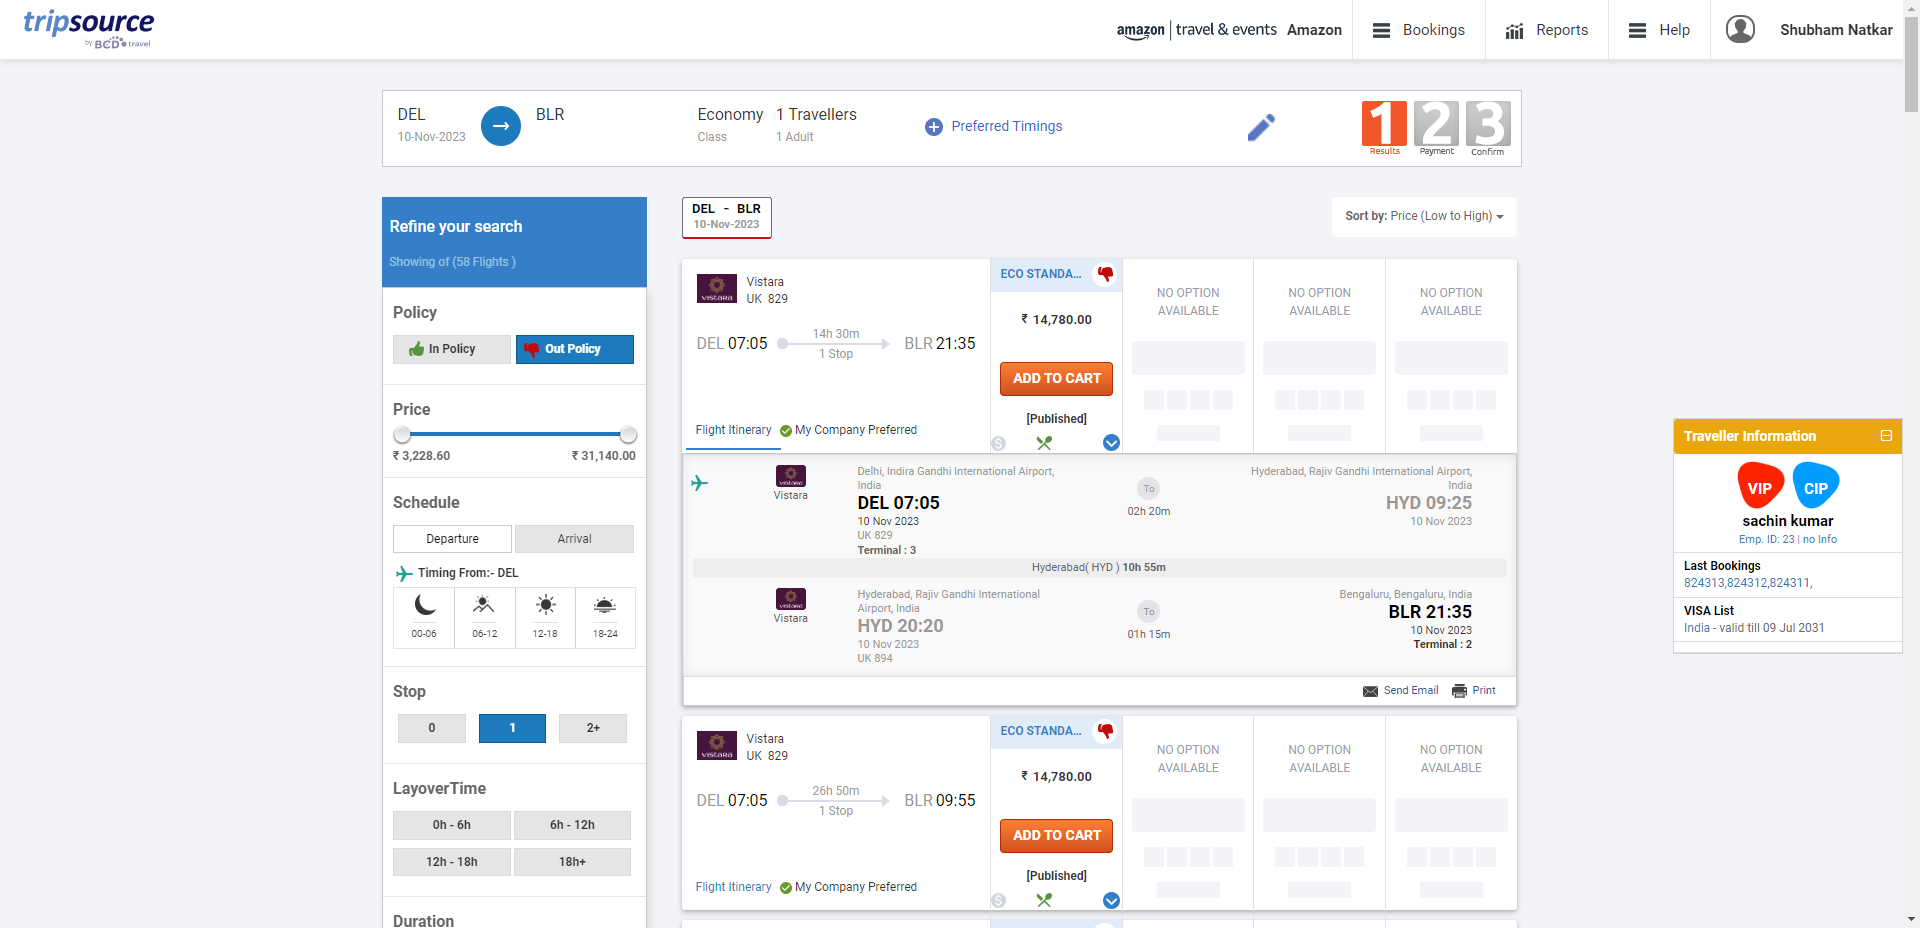 tripsource
by BCD travel
amazon | travel & events Amazon
Bookings
Reports
Help
Shubham Natkar
DEL
10-Nov-2023
BLR
Economy
Class
1 Travellers
1 Adult
Preferred Timings
1 Results
2 Payment
3 Confirm
Refine your search
Showing of (58 Flights )
Policy
In Policy
Out Policy
Price
₹ 3,228.60
₹ 31,140.00
Schedule
Departure
Arrival
Timing From:- DEL
00-06
06-12
12-18
18-24
Stop
0
1
2+
LayoverTime
0h - 6h
6h - 12h
12h - 18h
18h+
Duration
DEL - BLR
10-Nov-2023
Sort by: Price (Low to High)
VISTARA
Vistara
UK 829
DEL 07:05
14h 30m
1 Stop
BLR 21:35
Flight Itinerary
My Company Preferred
ECO STANDA...
₹ 14,780.00
ADD TO CART
[Published]
$
NO OPTION
AVAILABLE
NO OPTION
AVAILABLE
NO OPTION
AVAILABLE
VISTARA
Vistara
Delhi, Indira Gandhi International Airport,
India
DEL 07:05
10 Nov 2023
UK 829
Terminal : 3
To
02h 20m
Hyderabad, Rajiv Gandhi International Airport,
India
HYD 09:25
10 Nov 2023
Hyderabad( HYD ) 10h 55m
VISTARA
Vistara
Hyderabad, Rajiv Gandhi International
Airport, India
HYD 20:20
10 Nov 2023
UK 894
To
01h 15m
Bengaluru, Bengaluru, India
BLR 21:35
10 Nov 2023
Terminal : 2
Send Email
Print
VISTARA
Vistara
UK 829
DEL 07:05
26h 50m
1 Stop
BLR 09:55
Flight Itinerary
My Company Preferred
ECO STANDA...
₹ 14,780.00
ADD TO CART
[Published]
$
NO OPTION
AVAILABLE
NO OPTION
AVAILABLE
NO OPTION
AVAILABLE
Traveller Information
VIP
CIP
sachin kumar
Emp. ID: 23 | no Info
Last Bookings
824313,824312,824311,
VISA List
India - valid till 09 Jul 2031